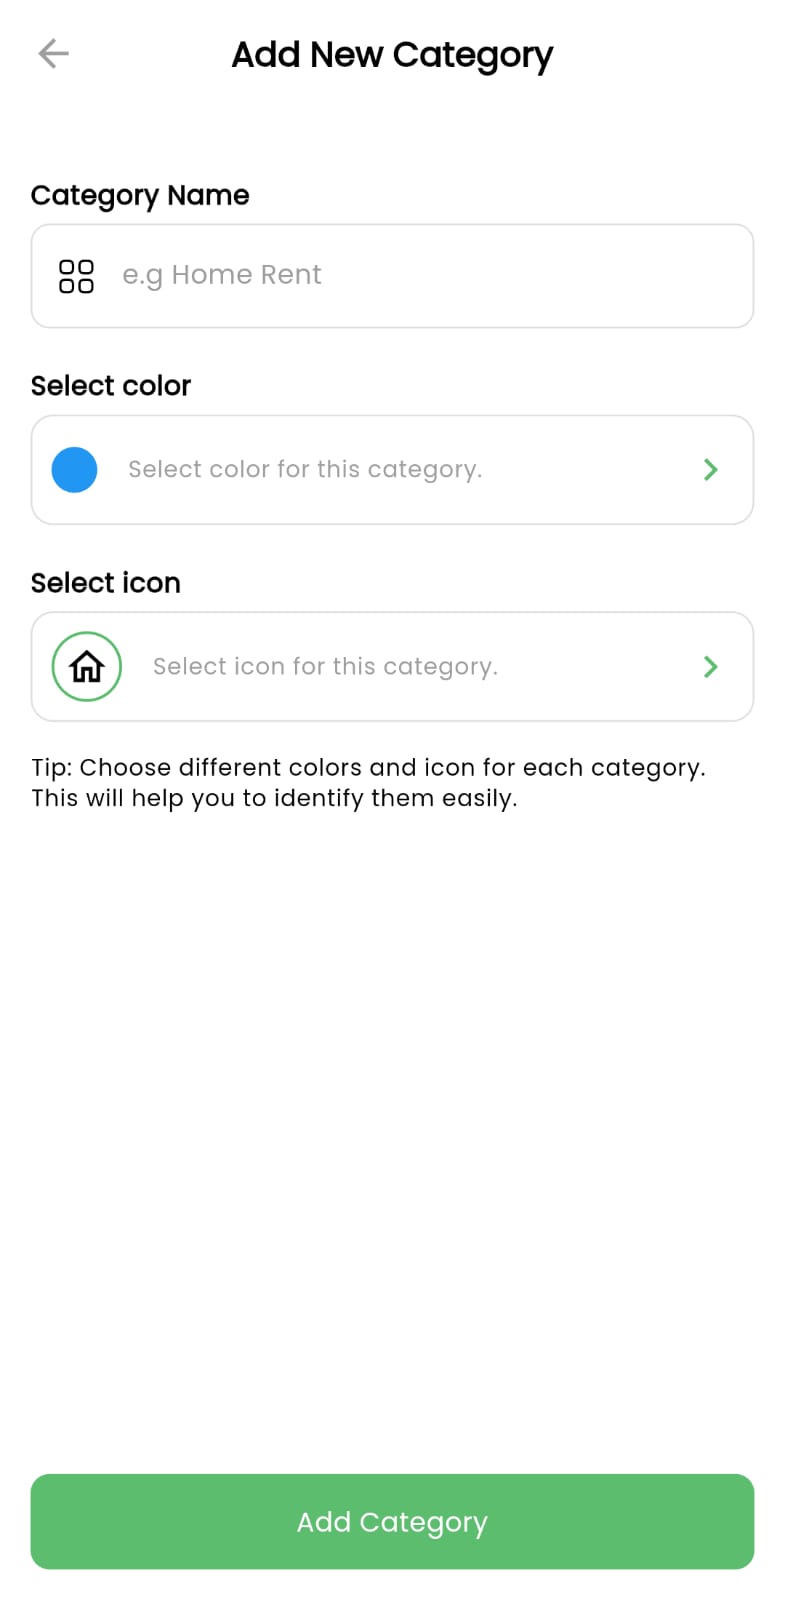 Add New Category
Category Name
e.g Home Rent
Select color
Select color for this category.
Select icon
Select icon for this category.
Tip: Choose different colors and icon for each category.
This will help you to identify them easily.
Add Category